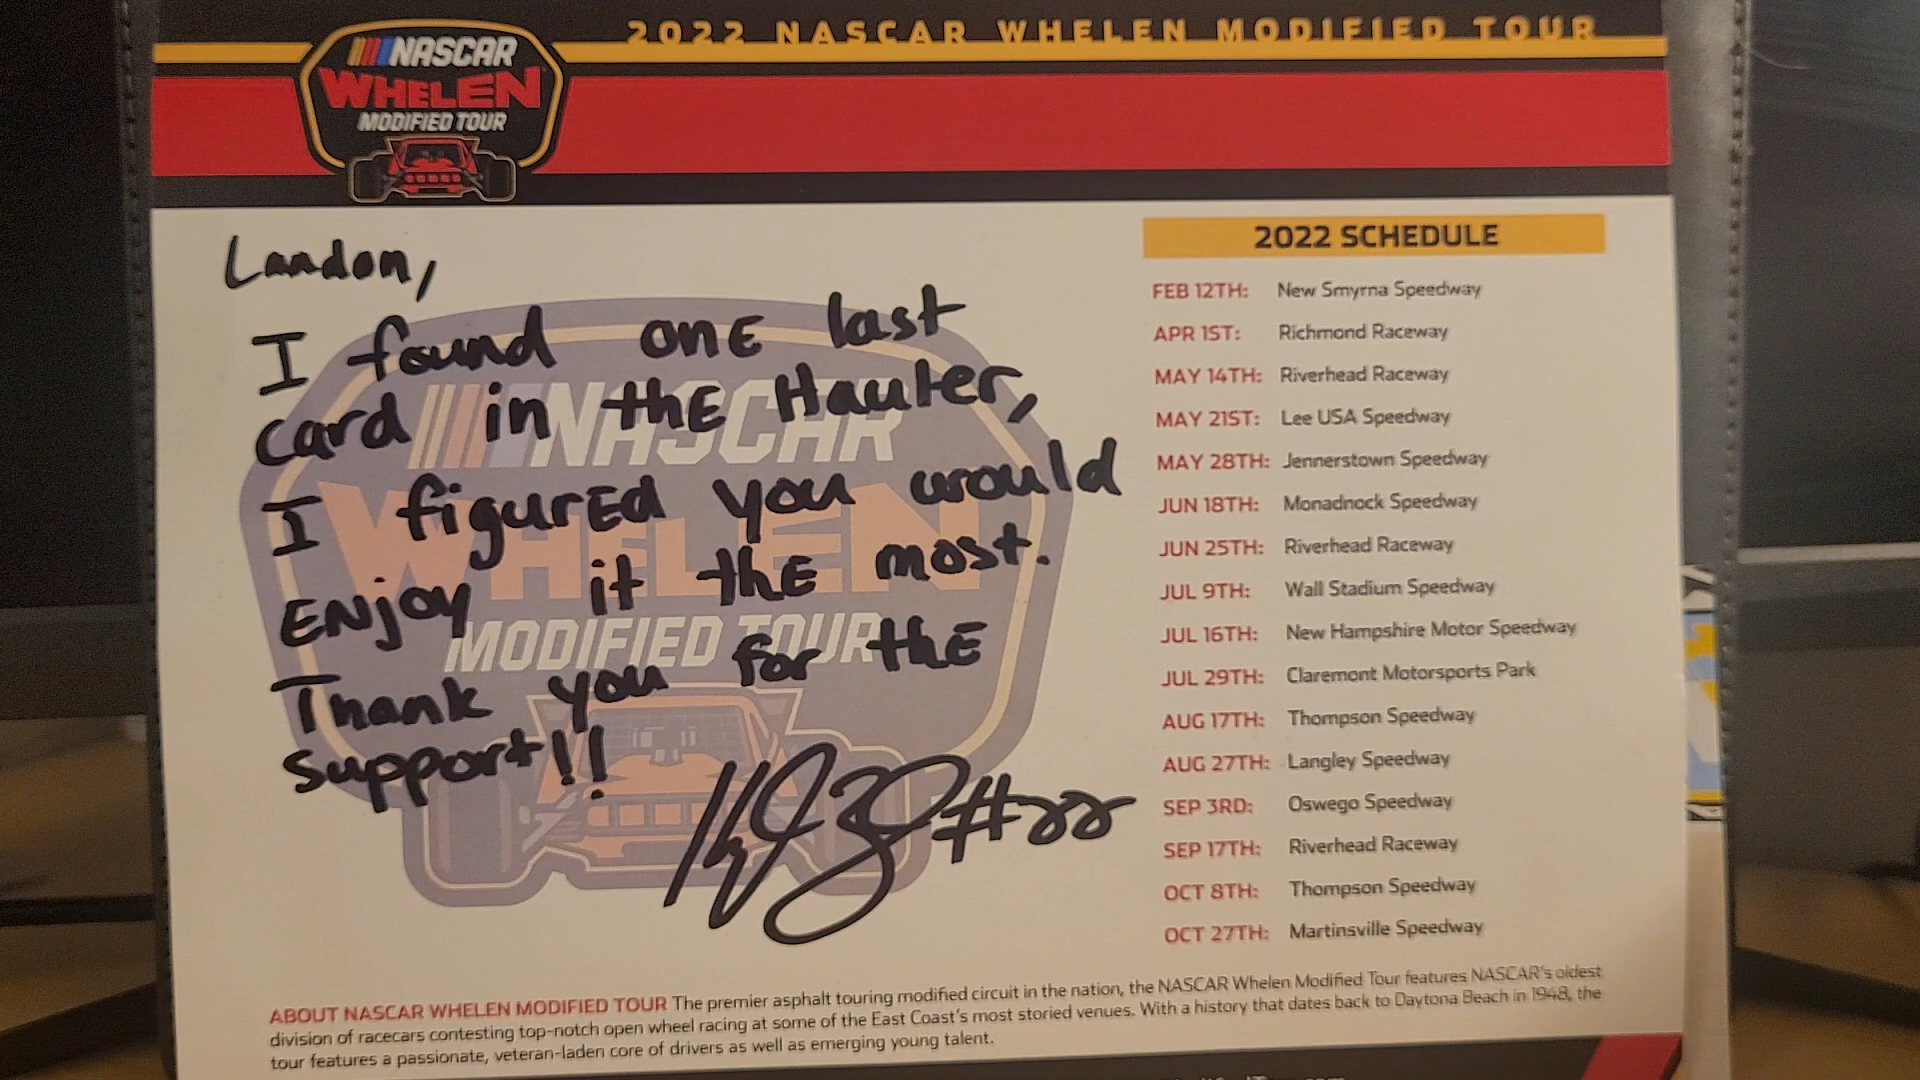 2022 NASCAR WHELEN MODIFIED TOUR
NASCAR
WHELEN
MODIFIED TOUR
Landon,
I found one last
card in the Hauler,
I figured you would
Enjoy it the most.
Thank you for the
support!!
#22
NASCAR
WHELEN
MODIFIED TOUR
2022 SCHEDULE
FEB 12TH: New Smyrna Speedway
APR 1ST: Richmond Raceway
MAY 14TH: Riverhead Raceway
MAY 21ST: Lee USA Speedway
MAY 28TH: Jennerstown Speedway
JUN 18TH: Monadnock Speedway
JUN 25TH: Riverhead Raceway
JUL 9TH: Wall Stadium Speedway
JUL 16TH: New Hampshire Motor Speedway
JUL 29TH: Claremont Motorsports Park
AUG 17TH: Thompson Speedway
AUG 27TH: Langley Speedway
SEP 3RD: Oswego Speedway
SEP 17TH: Riverhead Raceway
OCT 8TH: Thompson Speedway
OCT 27TH: Martinsville Speedway
ABOUT NASCAR WHELEN MODIFIED TOUR The premier asphalt touring modified circuit in the nation, the NASCAR Whelen Modified Tour features NASCAR's oldest
division of racecars contesting top-notch open wheel racing at some of the East Coast's most storied venues. With a history that dates back to Daytona Beach in 1948, the
tour features a passionate, veteran-laden core of drivers as well as emerging young talent.